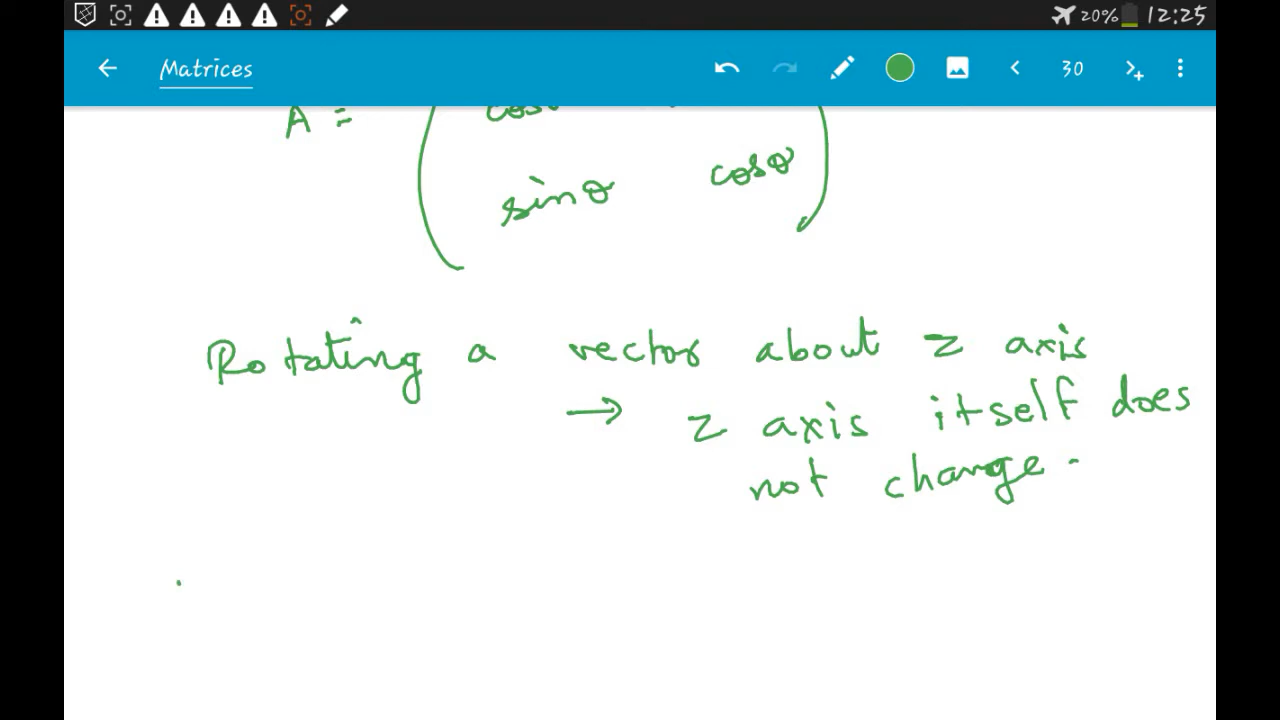 20% 12:25
Matrices 30
A =
sinθ cosθ
Rotating a vector about z axis
→ z axis itself does
not change.